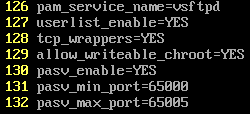 126 pam_service_name=vsftpd
127 userlist_enable=YES
128 tcp_wrappers=YES
129 allow_writeable_chroot=YES
130 pasv_enable=YES
131 pasv_min_port=65000
132 pasv_max_port=65005